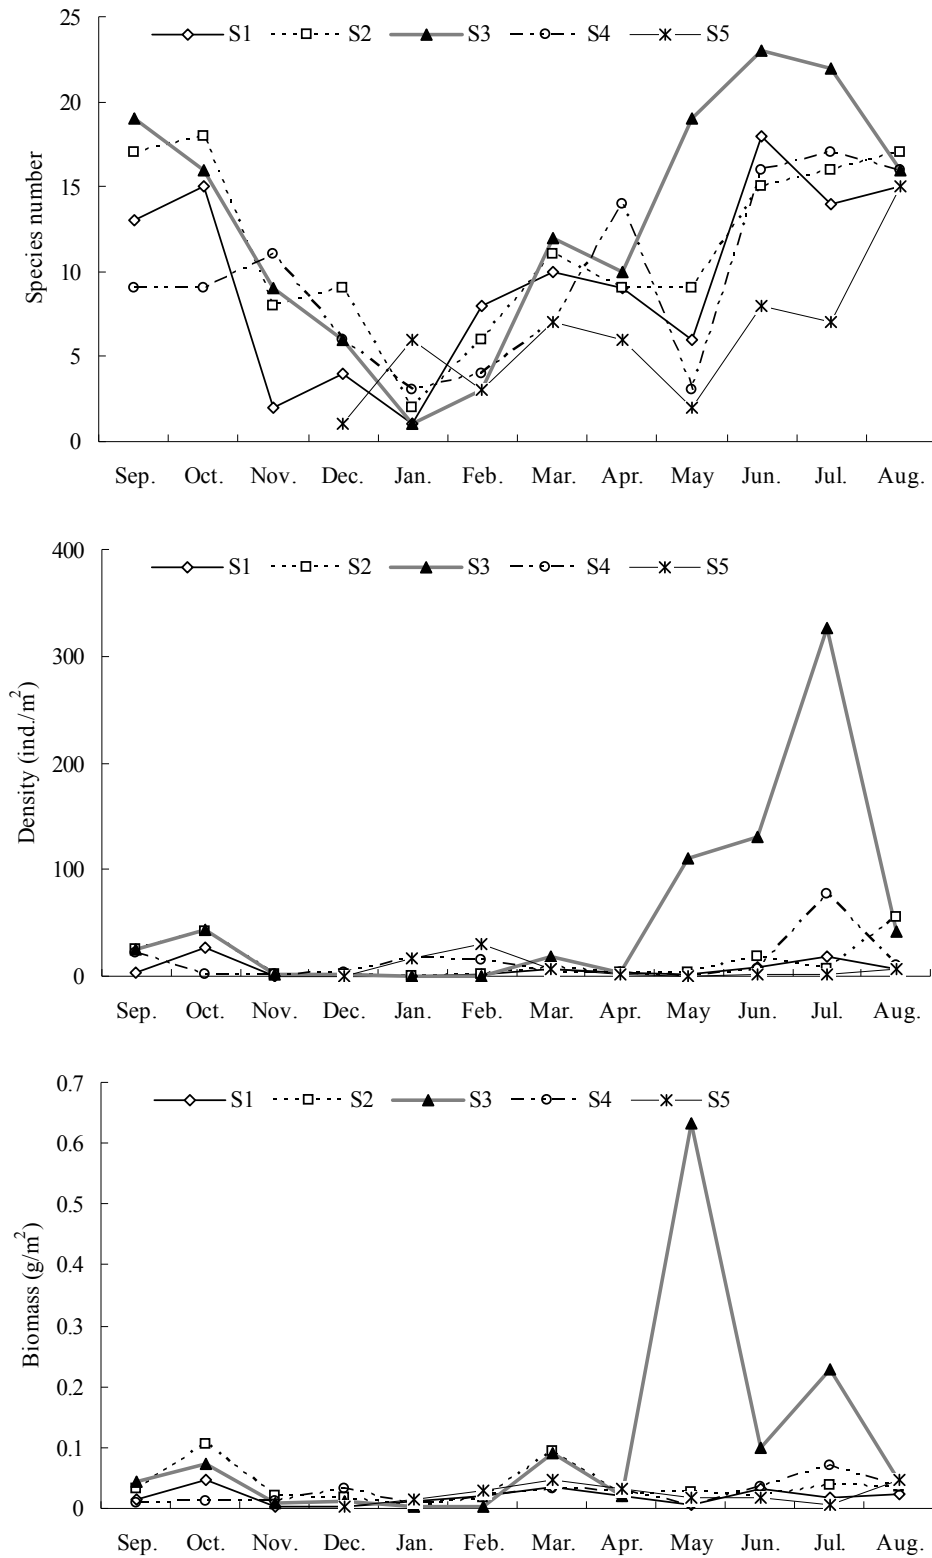 25
S1 S2 S3 S4 S5
20
15
10
5
0
Species number
Sep. Oct. Nov. Dec. Jan. Feb. Mar. Apr. May Jun. Jul. Aug.
400
S1 S2 S3 S4 S5
300
200
100
0
Density (ind./m²)
Sep. Oct. Nov. Dec. Jan. Feb. Mar. Apr. May Jun. Jul. Aug.
0.7
S1 S2 S3 S4 S5
0.6
0.5
0.4
0.3
0.2
0.1
0
Biomass (g/m²)
Sep. Oct. Nov. Dec. Jan. Feb. Mar. Apr. May Jun. Jul. Aug.